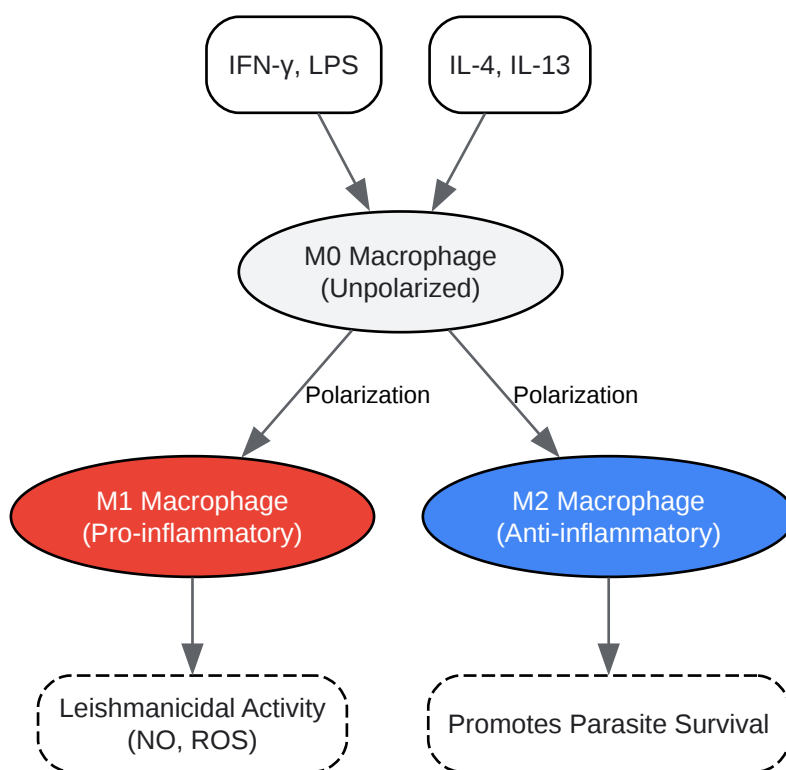 IFN-γ, LPS
IL-4, IL-13
M0 Macrophage
(Unpolarized)
Polarization
Polarization
M1 Macrophage
(Pro-inflammatory)
M2 Macrophage
(Anti-inflammatory)
Leishmanicidal Activity
(NO, ROS)
Promotes Parasite Survival